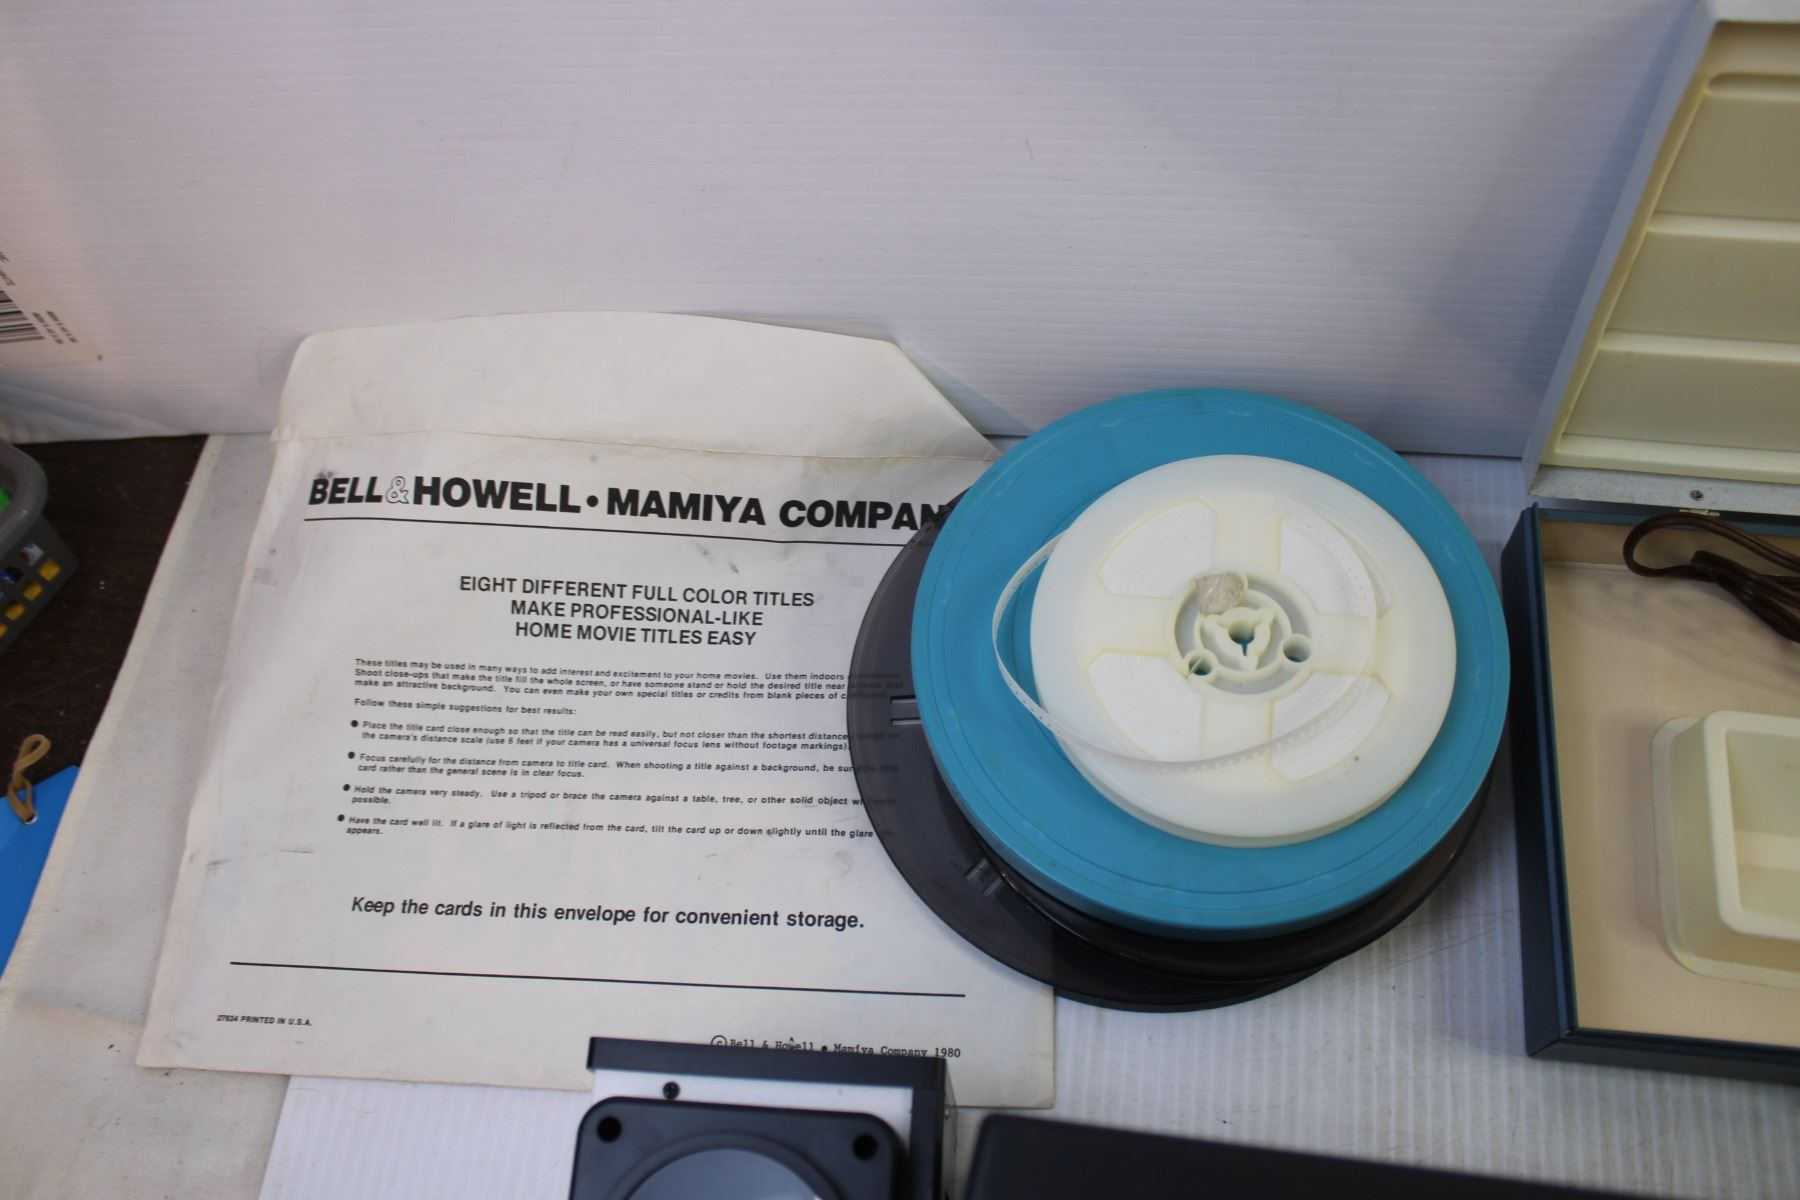 BELL & HOWELL • MAMIYA COMPAN
EIGHT DIFFERENT FULL COLOR TITLES
MAKE PROFESSIONAL-LIKE
HOME MOVIE TITLES EASY
These titles may be used in many ways to add interest and excitement to your home movies. Use them indoors
Shoot close-ups that make the title fill the whole screen, or have someone stand or hold the desired title near
make an attractive background. You can even make your own special titles or credits from blank pieces of
Follow these simple suggestions for best results:
● Place the title card close enough so that the title can be read easily, but not closer than the shortest distance on
the camera's distance scale (use 6 feet if your camera has a universal focus lens without footage markings).
● Focus carefully for the distance from camera to title card. When shooting a title against a background, be sure the title
card rather than the general scene is in clear focus.
● Hold the camera very steady. Use a tripod or brace the camera against a table, tree, or other solid object
possible.
● Have the card well lit. If a glare of light is reflected from the card, tilt the card up or down slightly until the glare
appears.
Keep the cards in this envelope for convenient storage.
27534 PRINTED IN U.S.A.
© Bell & Howell • Mamiya Company 1980